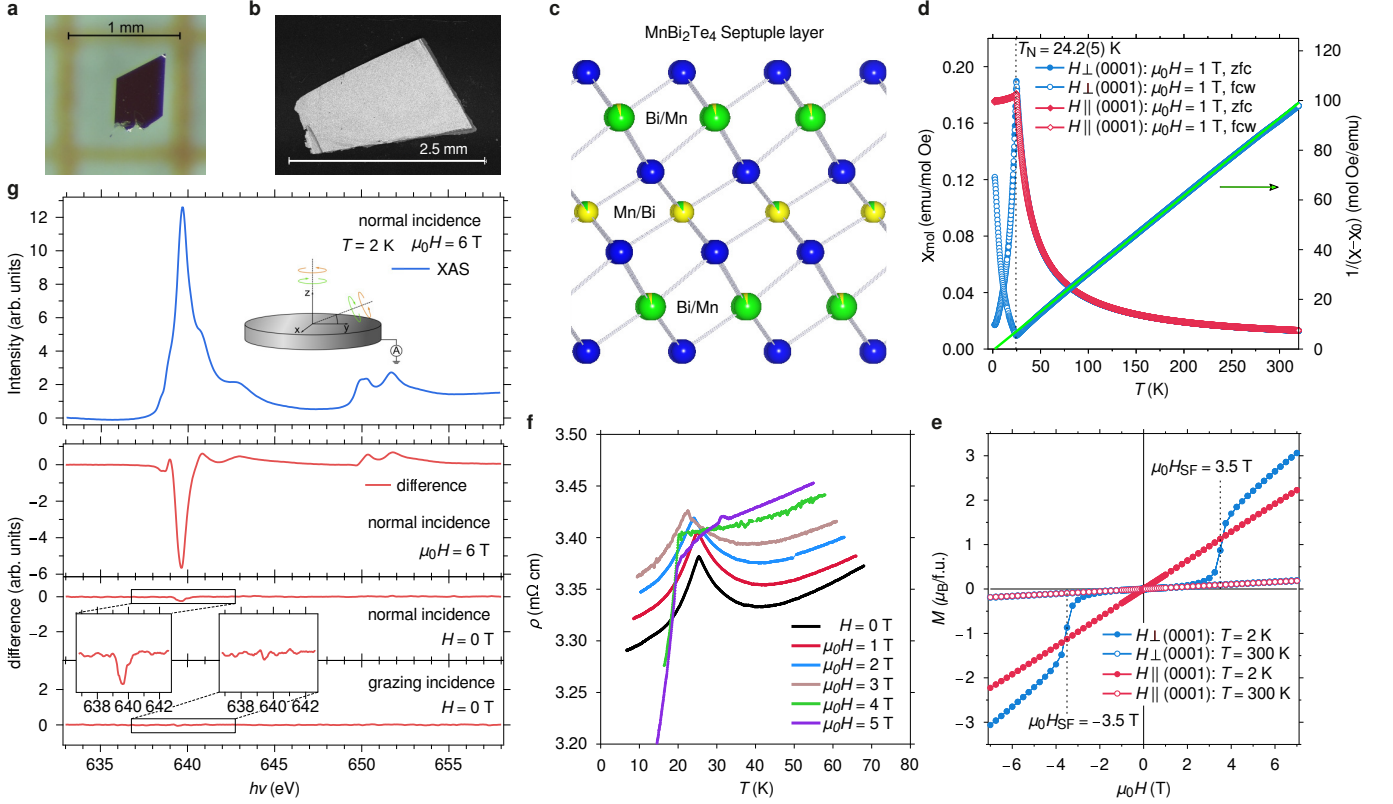 a
1 mm
b
2.5 mm
c
MnBi₂Te₄ Septuple layer
Bi/Mn
Mn/Bi
Bi/Mn
d
T_N = 24.2(5) K
H⊥(0001): μ₀H = 1 T, zfc
H⊥(0001): μ₀H = 1 T, fcw
H||(0001): μ₀H = 1 T, zfc
H||(0001): μ₀H = 1 T, fcw
0.20
0.16
0.12
0.08
0.04
0.00
χ_mol (emu/mol Oe)
120
100
80
60
40
20
0
1/(χ−χ₀) (mol Oe/emu)
0 50 100 150 200 250 300
T (K)
g
12
10
8
6
4
2
0
Intensity (arb. units)
normal incidence
T = 2 K μ₀H = 6 T
XAS
z
x
y
A
0
−2
−4
−6
difference
normal incidence
μ₀H = 6 T
difference (arb. units)
0
−2
normal incidence
H = 0 T
638 640 642
638 640 642
2
0
grazing incidence
H = 0 T
635 640 645 650 655
hv (eV)
f
3.50
3.45
3.40
3.35
3.30
3.25
3.20
ρ (mΩ cm)
H = 0 T
μ₀H = 1 T
μ₀H = 2 T
μ₀H = 3 T
μ₀H = 4 T
μ₀H = 5 T
0 10 20 30 40 50 60 70 80
T (K)
e
3
2
1
0
−1
−2
−3
M (μ_B/f.u.)
μ₀H_SF = 3.5 T
H⊥(0001): T = 2 K
H⊥(0001): T = 300 K
H||(0001): T = 2 K
H||(0001): T = 300 K
μ₀H_SF = −3.5 T
−6 −4 −2 0 2 4 6
μ₀H (T)